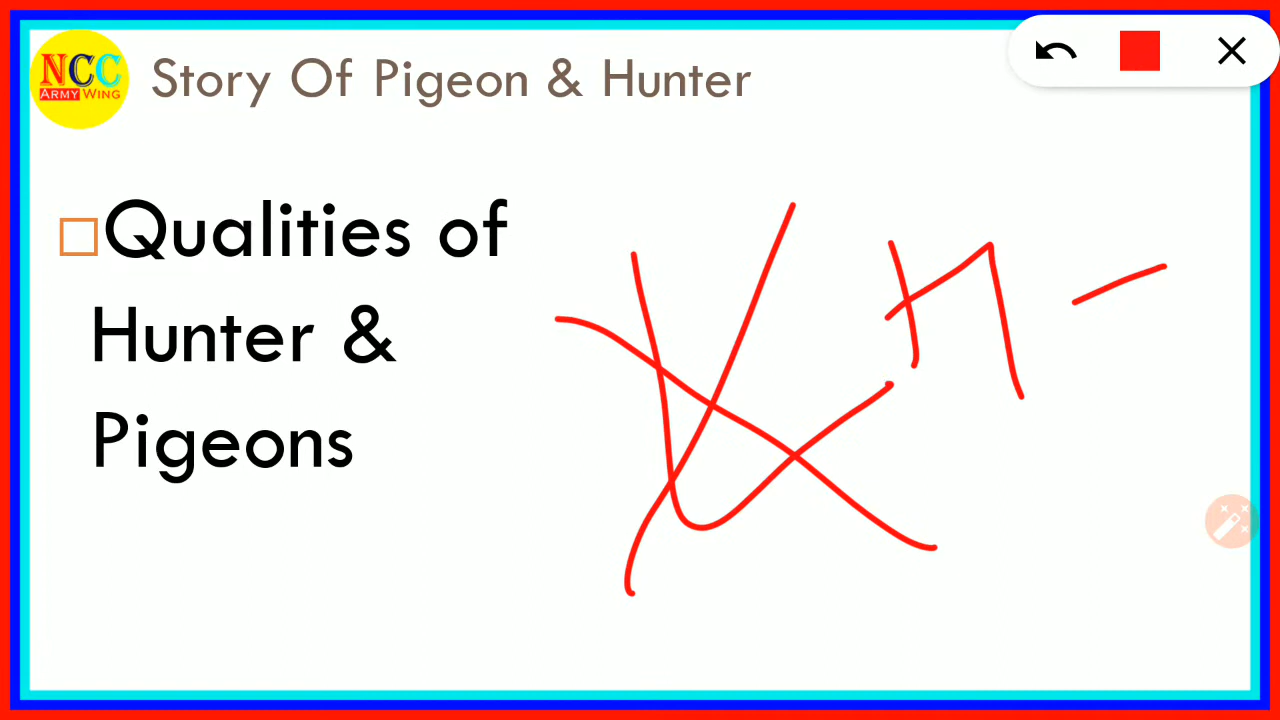 NCC
ARMY WING
Story Of Pigeon & Hunter
Qualities of
Hunter &
Pigeons